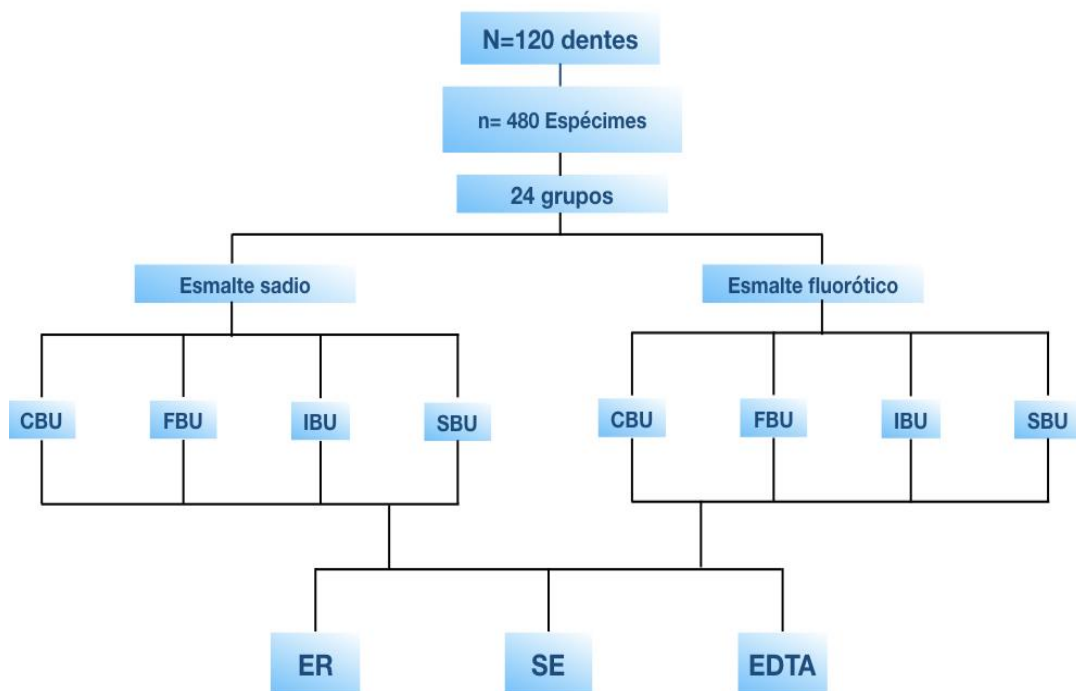 N=120 dentes
n= 480 Espécimes
24 grupos
Esmalte sadio
Esmalte fluorótico
CBU
FBU
IBU
SBU
CBU
FBU
IBU
SBU
ER
SE
EDTA